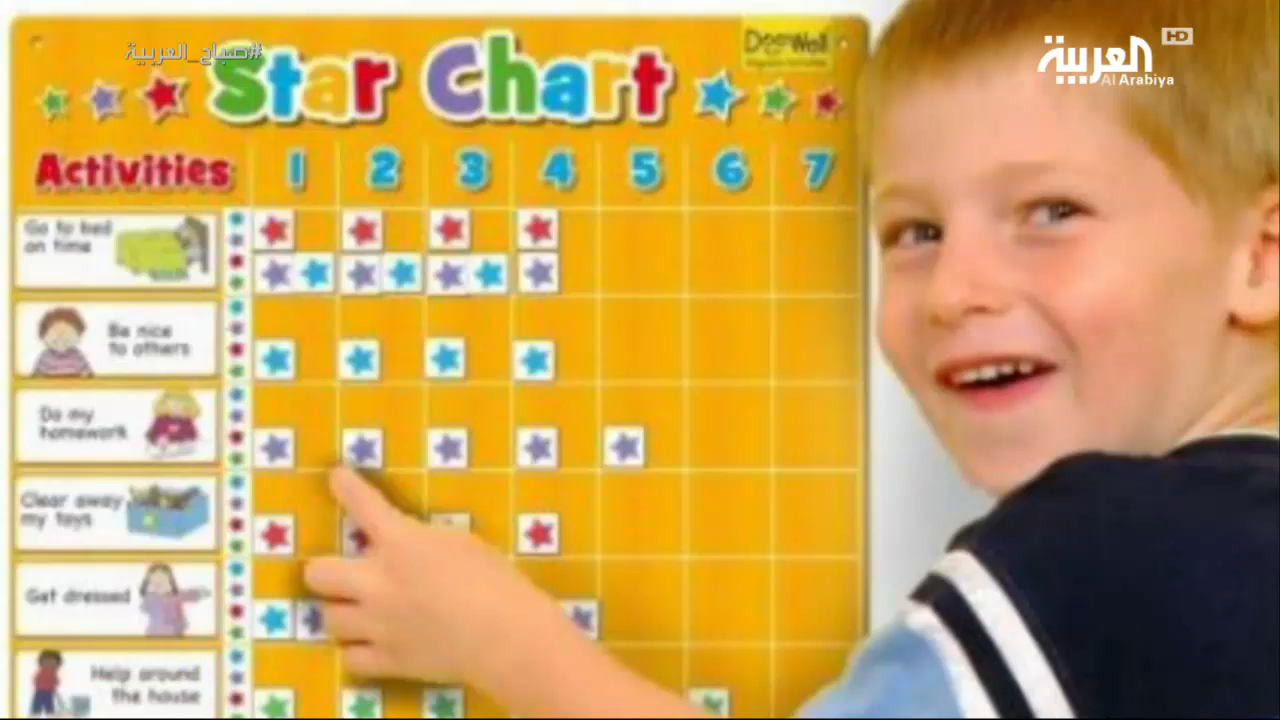 #صباح_العربية
العربية HD
Al Arabiya
Star Chart
Activities 1 2 3 4 5 6 7
Go to bed
on time
Be nice
to others
Do my
homework
Clear away
my toys
Get dressed
Help around
the house